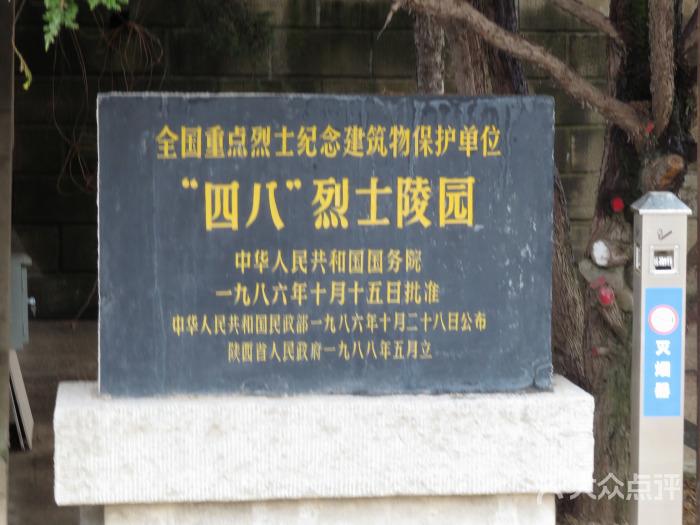 全国重点烈士纪念建筑物保护单位
“四八”烈士陵园
中华人民共和国国务院
一九八六年十月十五日批准
中华人民共和国民政部一九八六年十月二十八日公布
陕西省人民政府一九八八年五月立
灭烟器
大众点评